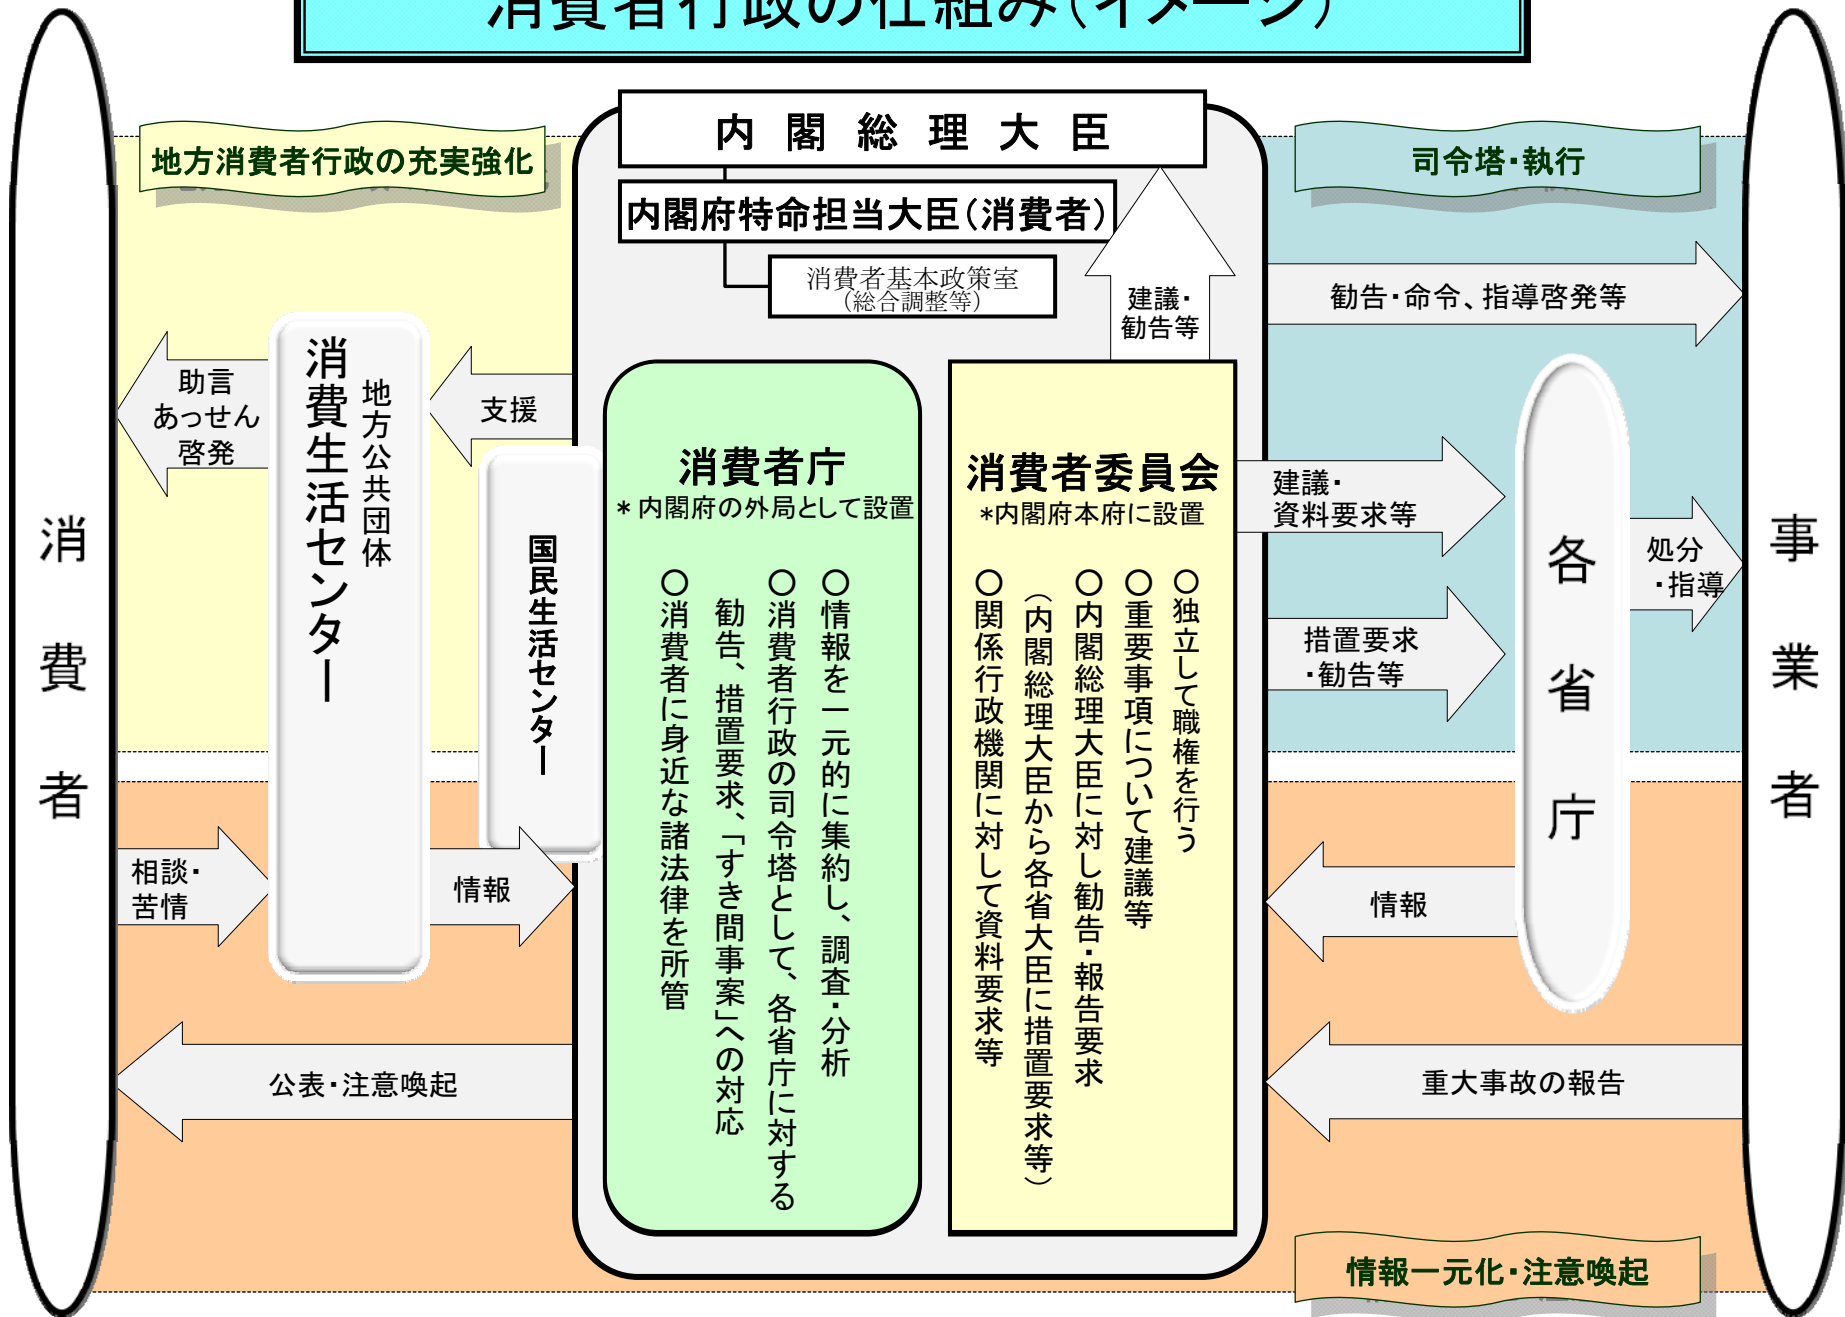 消費者行政の仕組み（イメージ）
内閣総理大臣
地方消費者行政の充実強化
司令塔・執行
内閣府特命担当大臣（消費者）
消費者基本政策室
（総合調整等）
建議・
勧告等
勧告・命令、指導啓発等
助言
あっせん
啓発
地方公共団体
消費生活センター
支援
国民生活センター
消費者庁
＊内閣府の外局として設置
○情報を一元的に集約し、調査・分析
○消費者行政の司令塔として、各省庁に対する
勧告、措置要求、「すき間事案」への対応
○消費者に身近な諸法律を所管
消費者委員会
*内閣府本府に設置
○独立して職権を行う
○重要事項について建議等
○内閣総理大臣に対し勧告・報告要求
（内閣総理大臣から各省大臣に措置要求等）
○関係行政機関に対して資料要求等
建議・
資料要求等
措置要求
・勧告等
各省庁
処分
・指導
消費者
事業者
相談・
苦情
情報
情報
公表・注意喚起
重大事故の報告
情報一元化・注意喚起